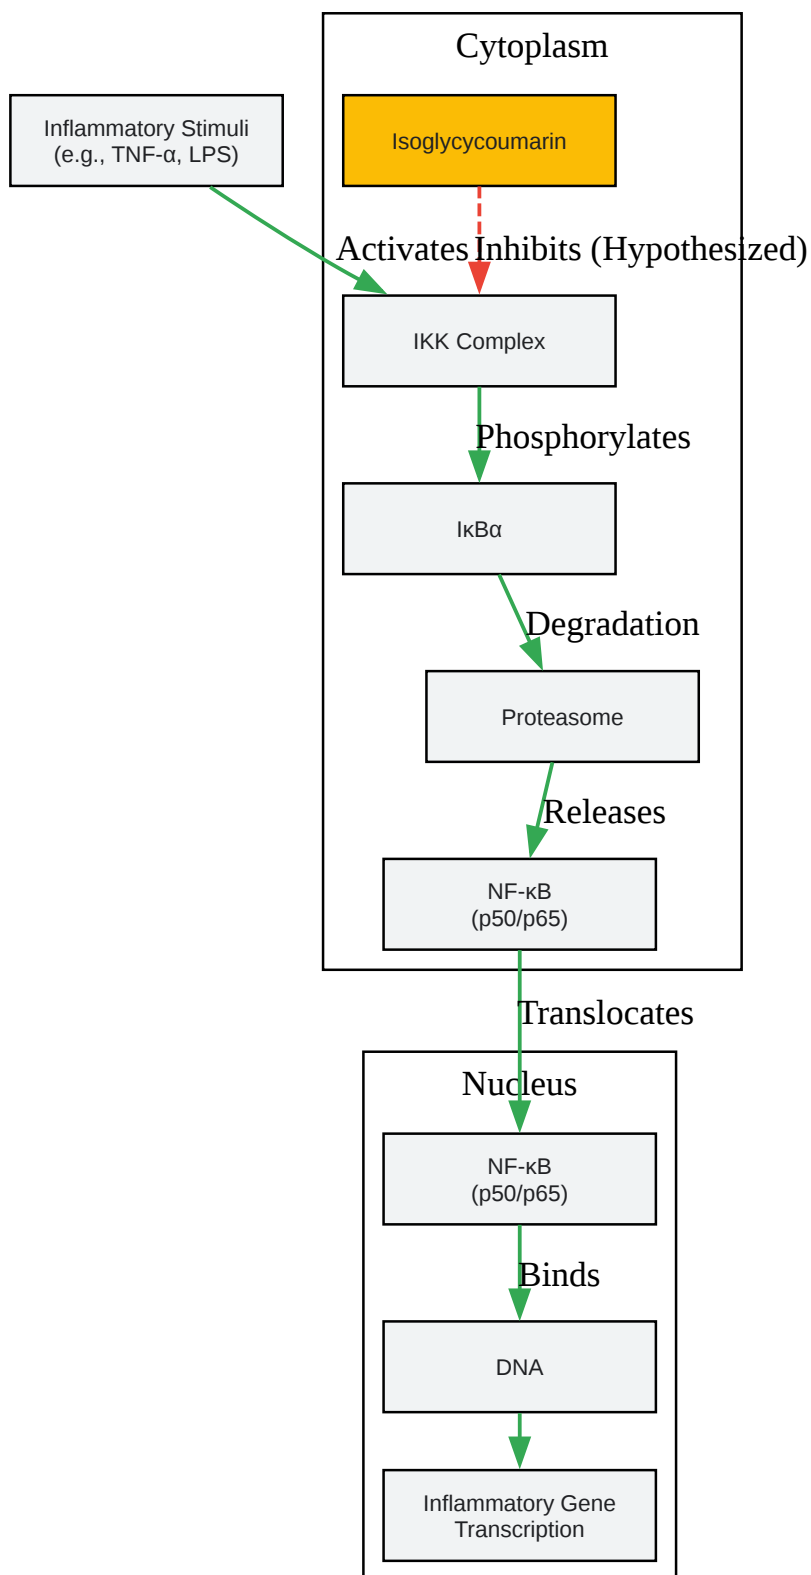 Cytoplasm
Inflammatory Stimuli
(e.g., TNF-α, LPS)
Isoglycycoumarin
Activates
Inhibits (Hypothesized)
IKK Complex
Phosphorylates
IκBα
Degradation
Proteasome
Releases
NF-κB
(p50/p65)
Translocates
Nucleus
NF-κB
(p50/p65)
Binds
DNA
Inflammatory Gene
Transcription